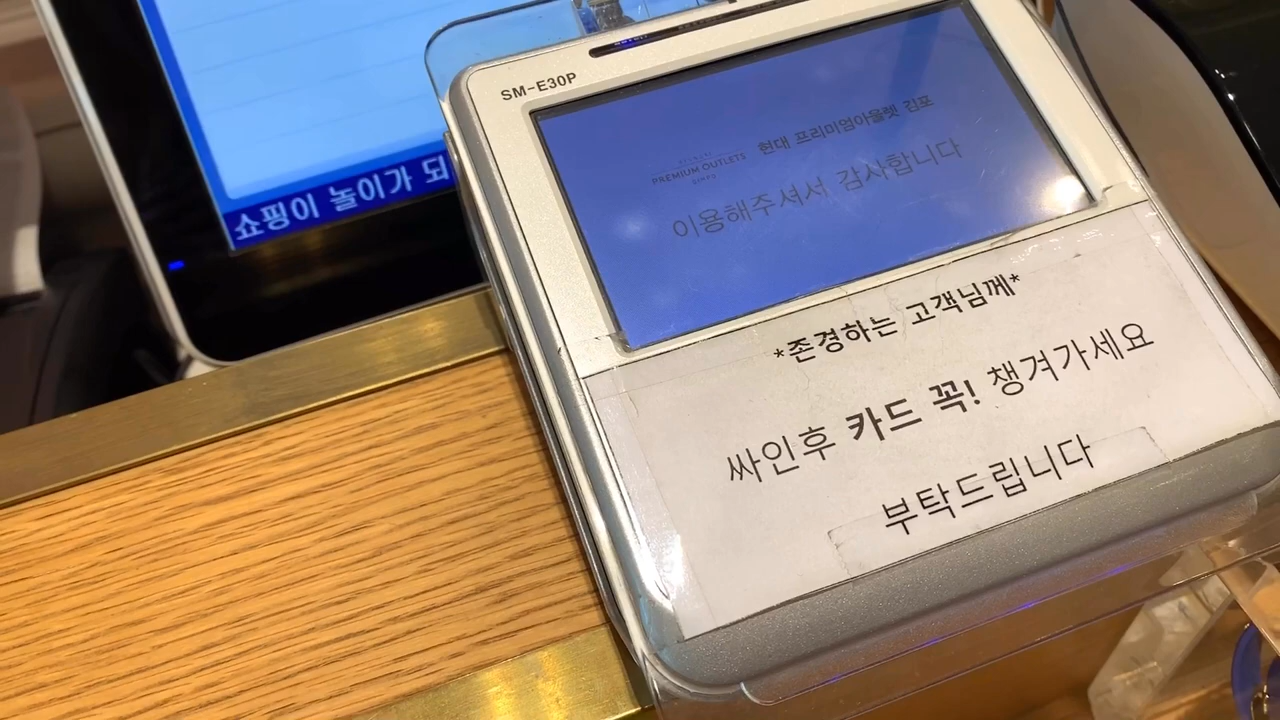 쇼핑이 놀이가 되
SM-E30P
PREMIUM OUTLETS
현대 프리미엄아울렛 김포
이용해주셔서 감사합니다
*존경하는 고객님께*
싸인후 카드 꼭! 챙겨가세요
부탁드립니다